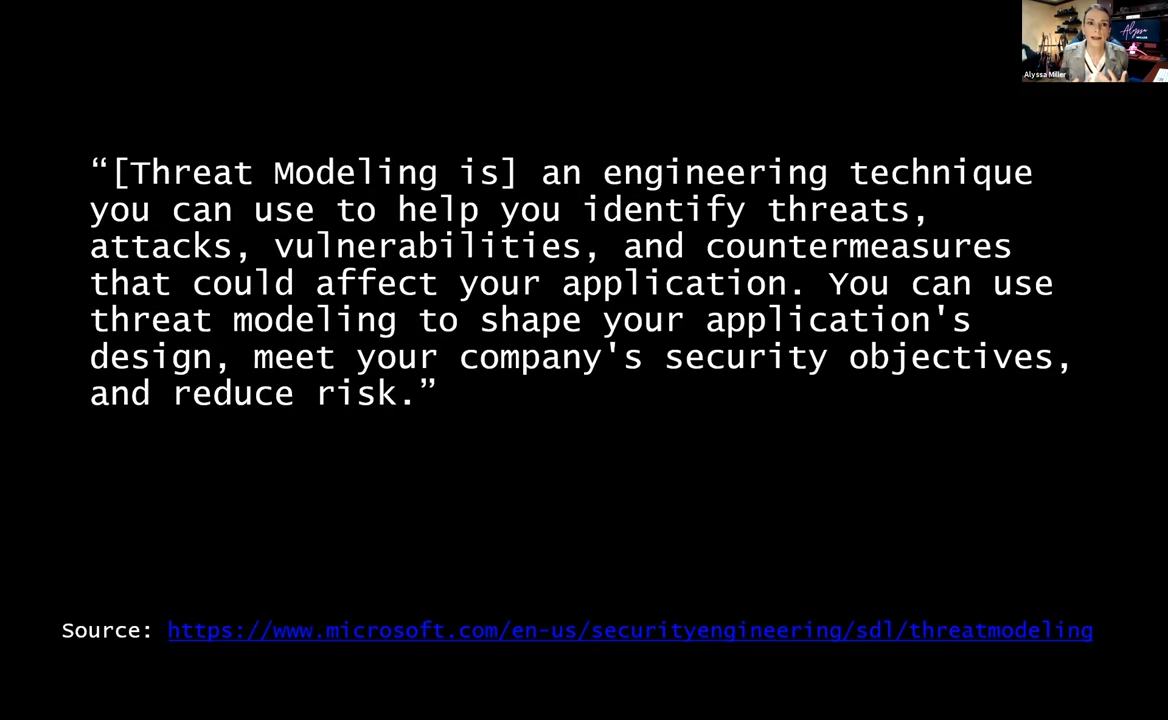 Alyssa
MILLER
Alyssa Miller
“[Threat Modeling is] an engineering technique
you can use to help you identify threats,
attacks, vulnerabilities, and countermeasures
that could affect your application. You can use
threat modeling to shape your application's
design, meet your company's security objectives,
and reduce risk.”
Source: https://www.microsoft.com/en-us/securityengineering/sdl/threatmodeling